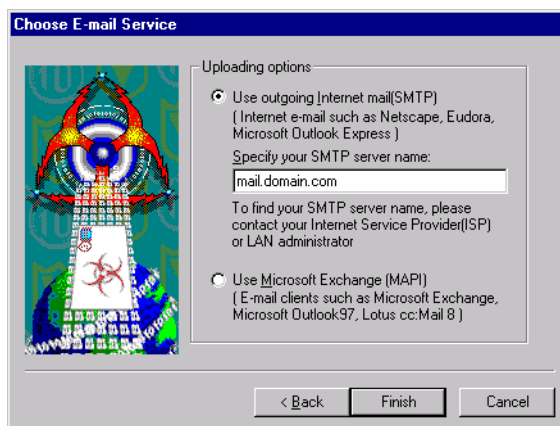 Choose E-mail Service
Uploading options
Use outgoing Internet mail(SMTP)
( Internet e-mail such as Netscape, Eudora,
Microsoft Outlook Express )
Specify your SMTP server name:
mail.domain.com
To find your SMTP server name, please
contact your Internet Service Provider(ISP)
or LAN administrator
Use Microsoft Exchange (MAPI)
( E-mail clients such as Microsoft Exchange,
Microsoft Outlook97, Lotus cc:Mail 8 )
< Back
Finish
Cancel